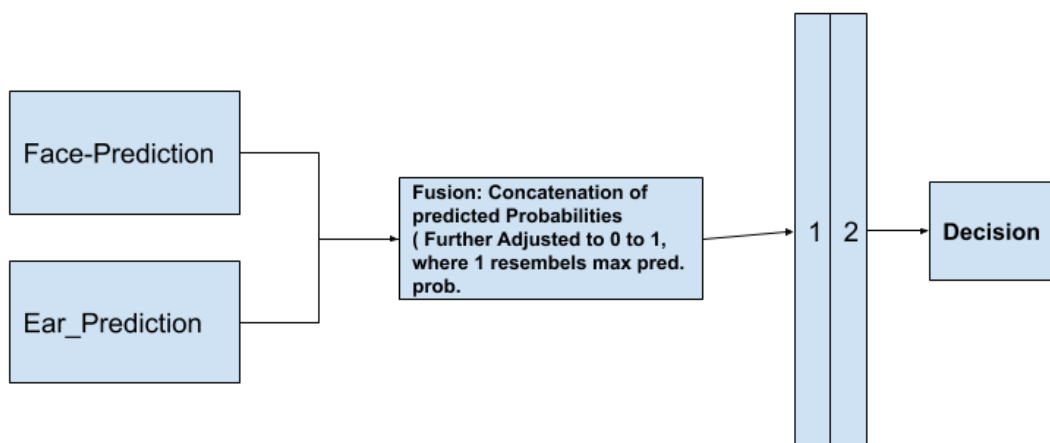 Face-Prediction
Ear_Prediction
Fusion: Concatenation of
predicted Probabilities
( Further Adjusted to 0 to 1,
where 1 resembels max pred.
prob.
1
2
Decision